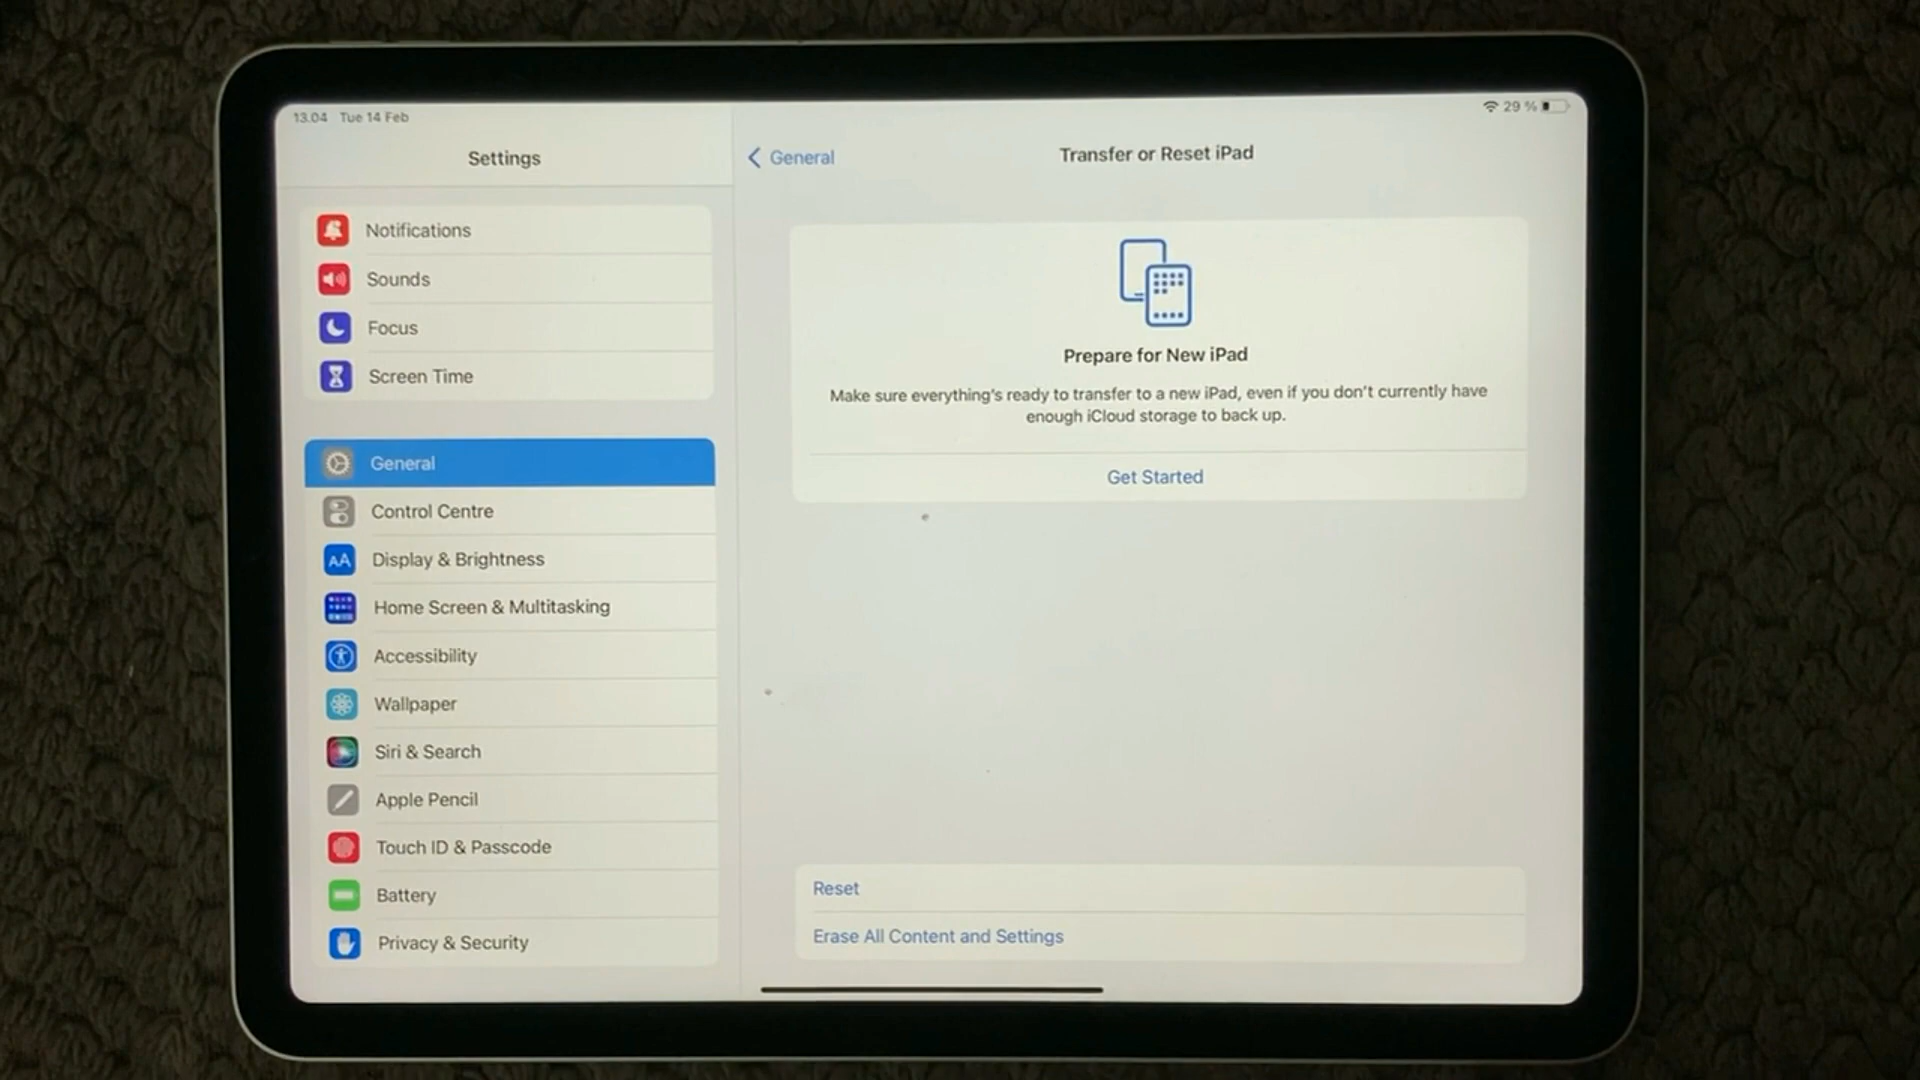 13.04 Tue 14 Feb
29 %
Settings
Notifications
Sounds
Focus
Screen Time
General
Control Centre
AA
Display & Brightness
Home Screen & Multitasking
Accessibility
Wallpaper
Siri & Search
Apple Pencil
Touch ID & Passcode
Battery
Privacy & Security
General
Transfer or Reset iPad
Prepare for New iPad
Make sure everything's ready to transfer to a new iPad, even if you don't currently have
enough iCloud storage to back up.
Get Started
Reset
Erase All Content and Settings